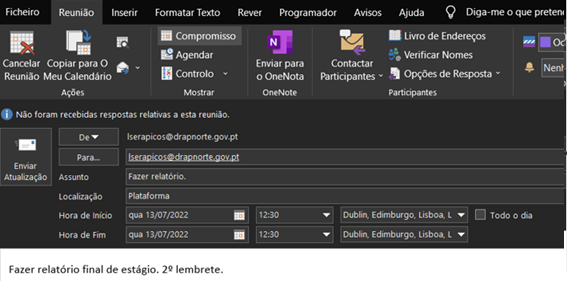 Ficheiro Reunião Inserir Formatar Texto Rever Programador Avisos Ajuda Diga-me o que
Cancelar Reunião
Copiar para O Meu Calendário
Ações
Compromisso
Agendar
Controlo
Mostrar
Enviar para o OneNote
OneNote
Contactar Participantes
Livro de Endereços
Verificar Nomes
Opções de Resposta
Participantes
Não foram recebidas respostas relativas a esta reunião.
Enviar Atualização
De lserapicos@drapnorte.gov.pt
Para... lserapicos@drapnorte.gov.pt
Assunto Fazer relatório.
Localização Plataforma
Hora de Início qua 13/07/2022 12:30 Dublin, Edimburgo, Lisboa, L Todo o dia
Hora de Fim qua 13/07/2022 12:30 Dublin, Edimburgo, Lisboa, L
Fazer relatório final de estágio. 2º lembrete.